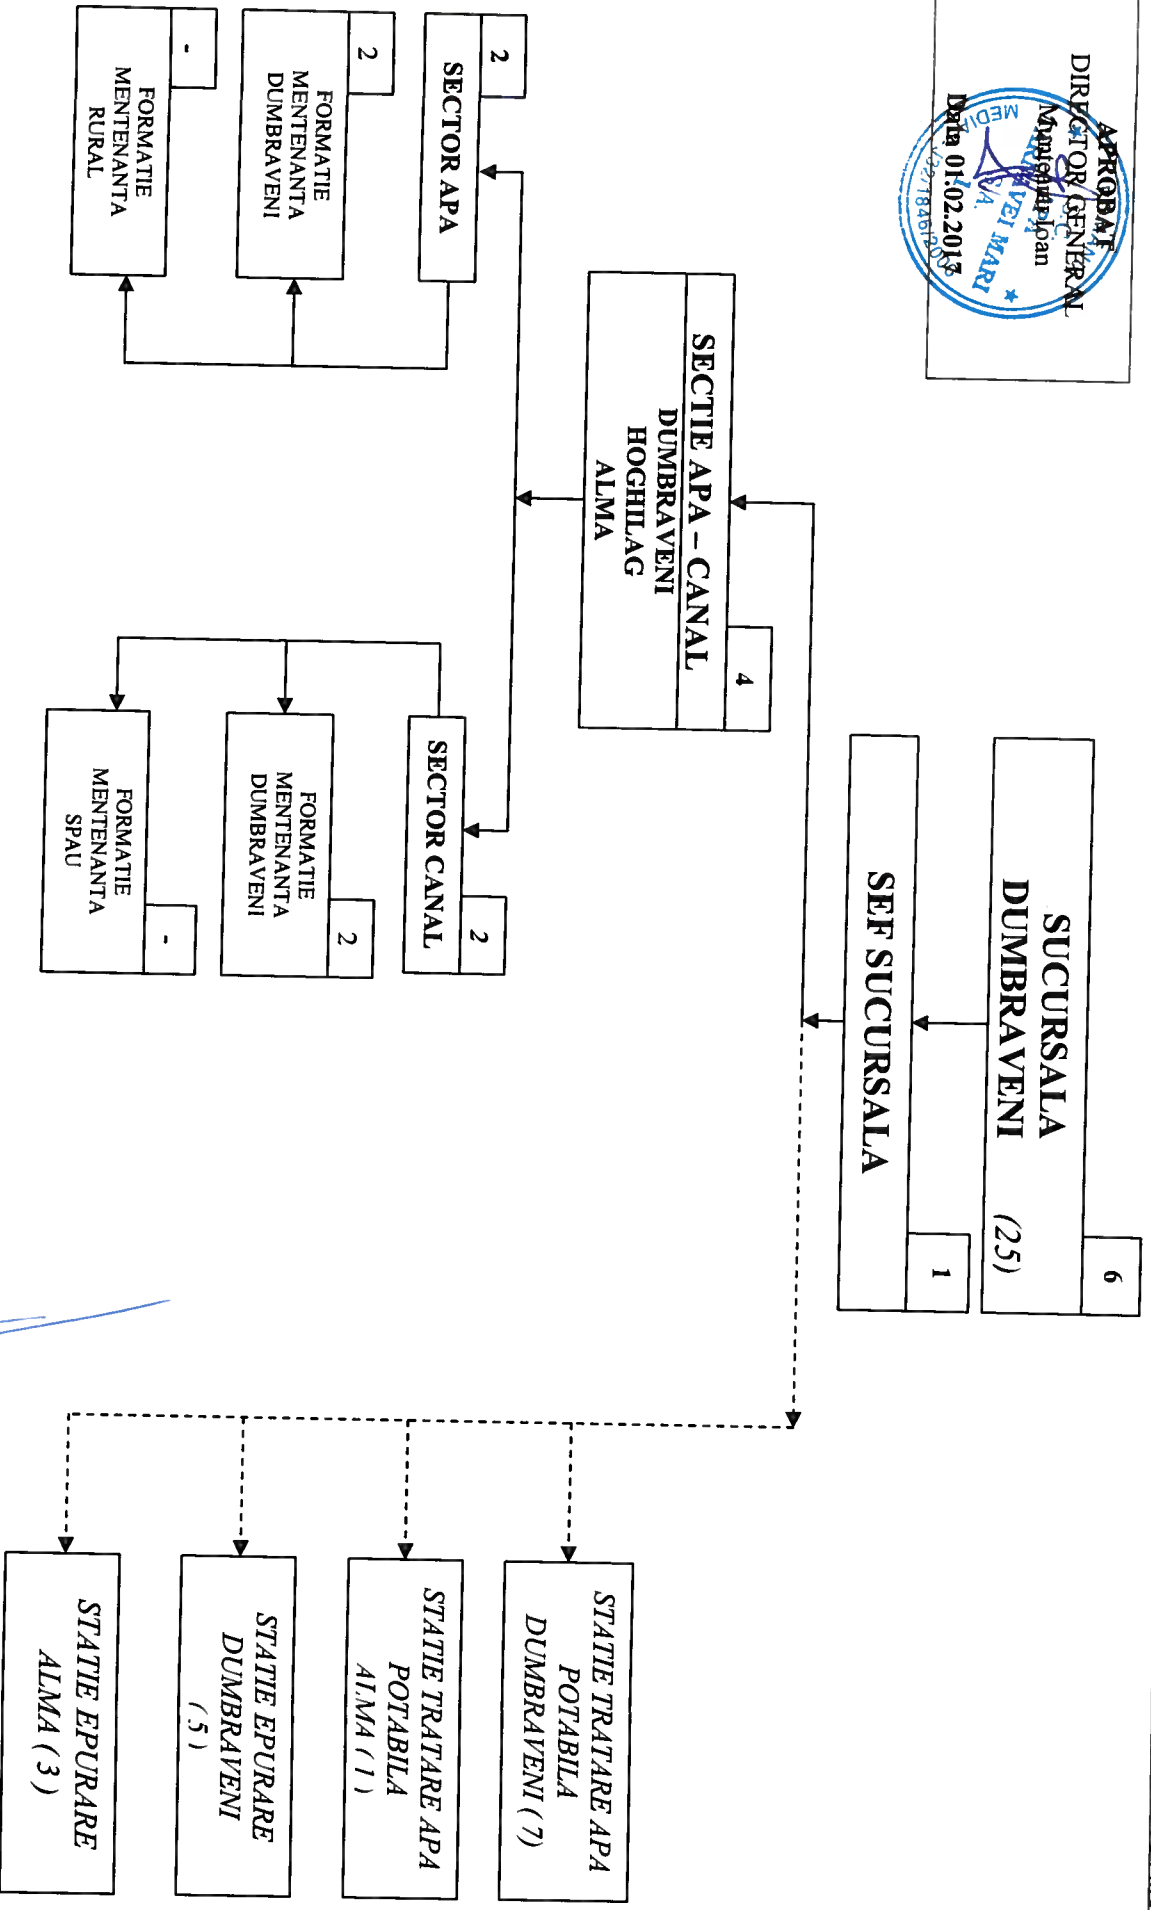 APROBAT
DIRECTOR GENERAL
Munteanu Ioan
Data 01.02.2017
SUCURSALA
DUMBRAVENI (25)
6
SEF SUCURSALA
1
SECTIE APA – CANAL
4
DUMBRAVENI
HOGHILAG
ALMA
2
SECTOR APA
2
FORMATIE
MENTENANTA
DUMBRAVENI
-
FORMATIE
MENTENANTA
RURAL
SECTOR CANAL
2
FORMATIE
MENTENANTA
DUMBRAVENI
2
FORMATIE
MENTENANTA
SPAU
-
STATIE TRATARE APA
POTABILA
DUMBRAVENI ( 7)
STATIE TRATARE APA
POTABILA
ALMA ( 1 )
STATIE EPURARE
DUMBRAVENI
( 5 )
STATIE EPURARE
ALMA ( 3 )